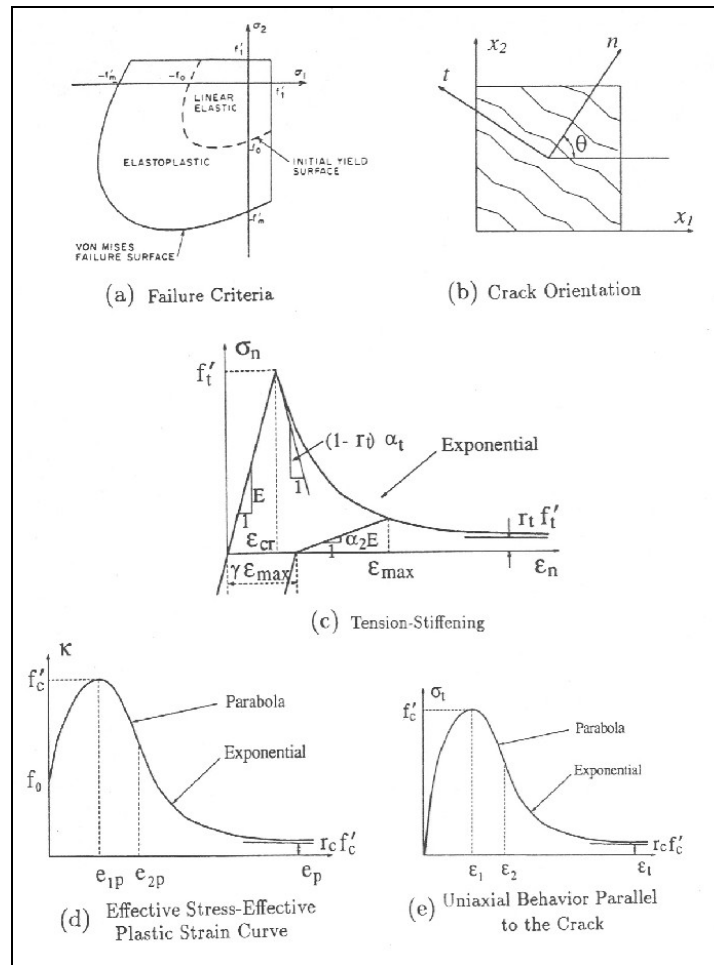 σ₂
f't
-f'm
-f₀
σ₁
f't
LINEAR
ELASTIC
ELASTOPLASTIC
-f₀
INITIAL YIELD
SURFACE
-f'm
VON MISES
FAILURE SURFACE
(a) Failure Criteria
x₂
n
t
θ
x₁
(b) Crack Orientation
σₙ
f't
(1- rt) αt
1
Exponential
E
1
rt f't
εcr
α₂E
1
γ εmax
εmax
εₙ
(c) Tension-Stiffening
κ
f'c
Parabola
Exponential
f₀
rc f'c
e1p
e2p
ep
(d) Effective Stress-Effective
Plastic Strain Curve
σt
f'c
Parabola
Exponential
rc f'c
ε₁
ε₂
εt
(e) Uniaxial Behavior Parallel
to the Crack